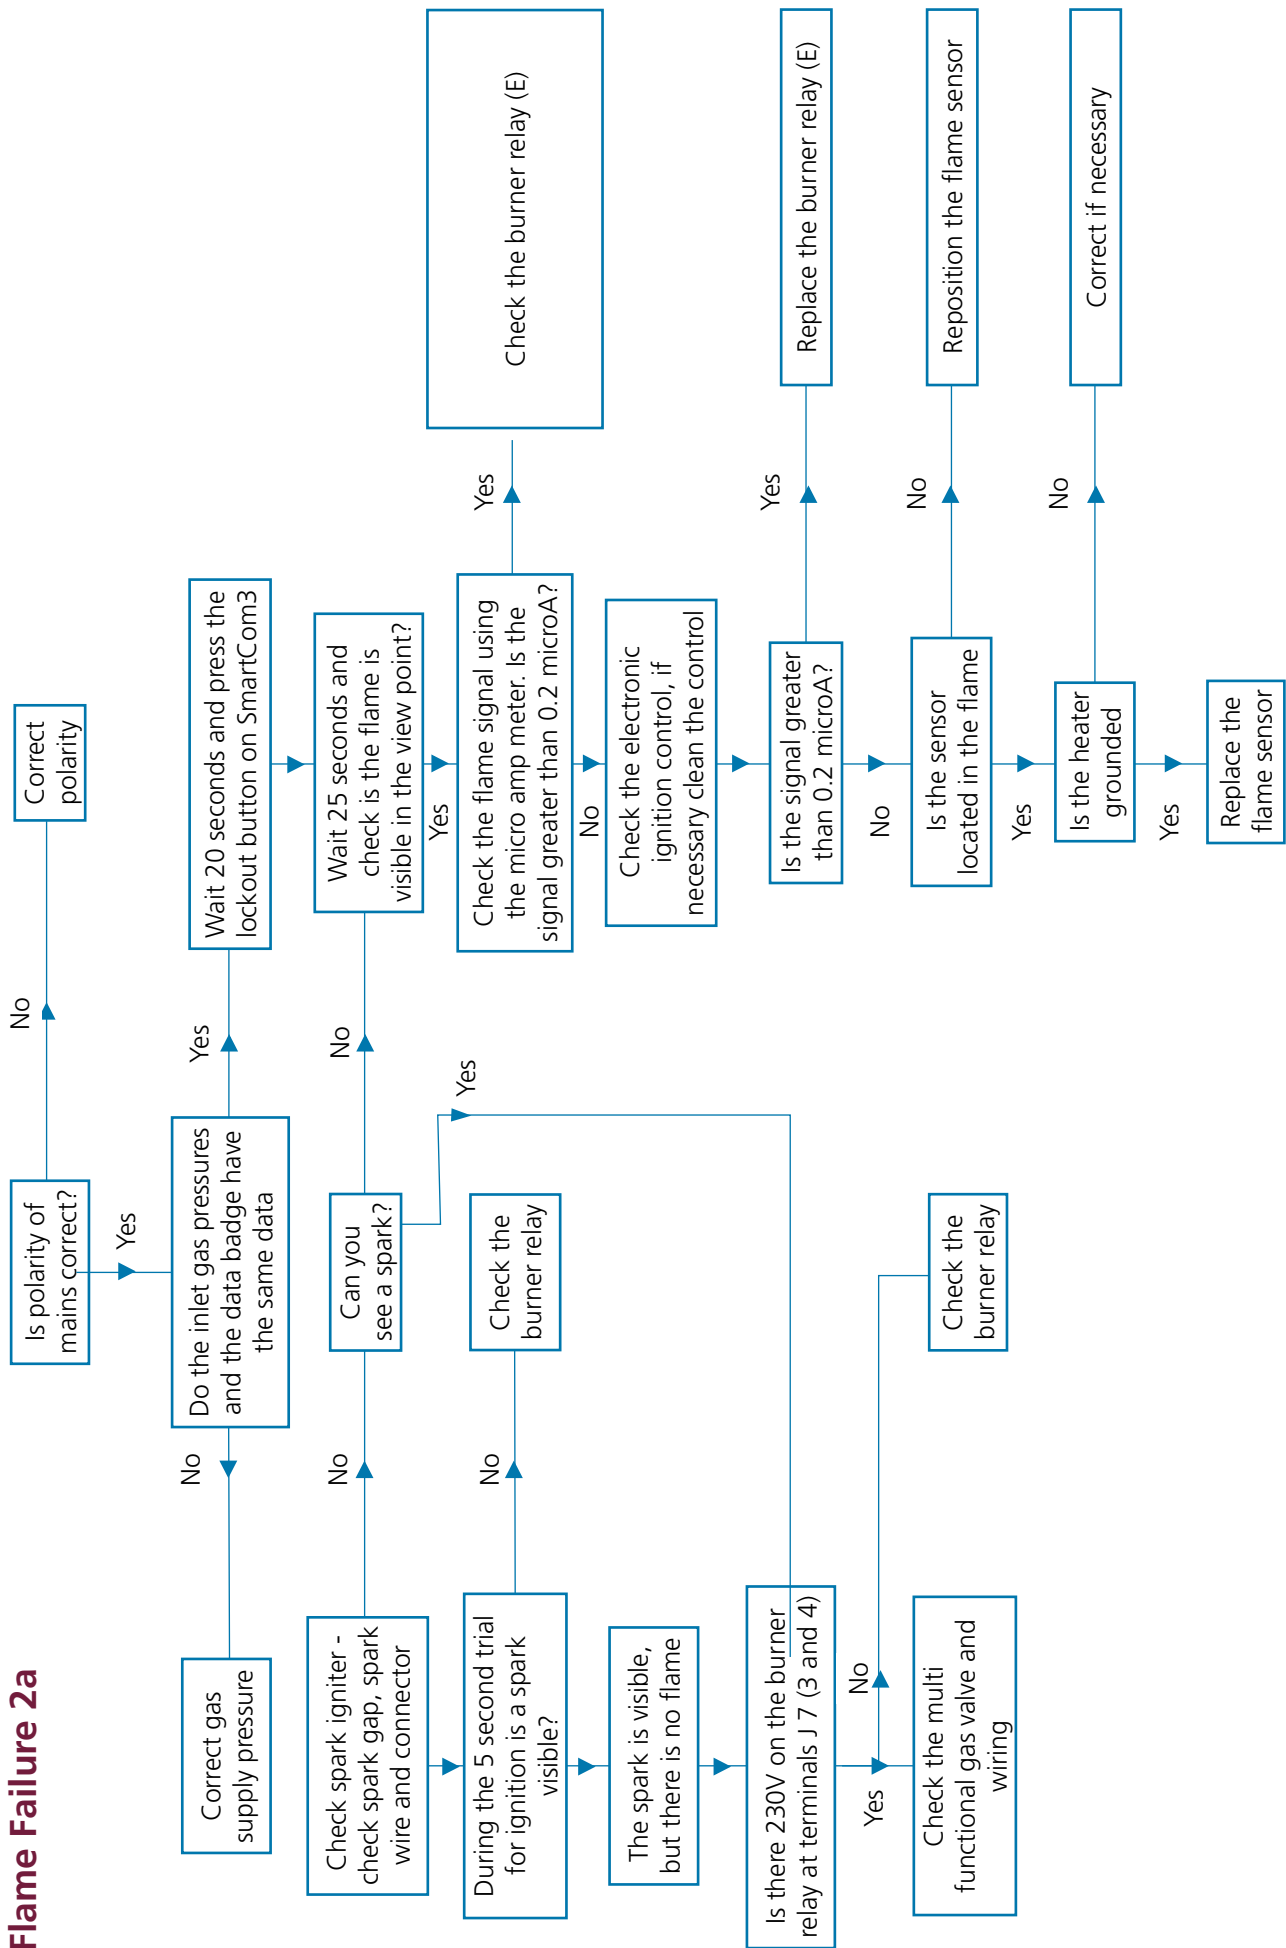 Flame Failure 2a
Is polarity of
mains correct?
No
Correct
polarity
Yes
Do the inlet gas pressures
and the data badge have
the same data
No
Correct gas
supply pressure
Yes
Wait 20 seconds and press the
lockout button on SmartCom3
Wait 25 seconds and
check is the flame is
visible in the view point?
No
Can you
see a spark?
No
Check spark igniter -
check spark gap, spark
wire and connector
Yes
Yes
Check the flame signal using
the micro amp meter. Is the
signal greater than 0.2 microA?
Yes
Check the burner relay (E)
During the 5 second trial
for ignition is a spark
visible?
No
Check the
burner relay
No
Check the electronic
ignition control, if
necessary clean the control
The spark is visible,
but there is no flame
Is the signal greater
than 0.2 microA?
Yes
Replace the burner relay (E)
Is there 230V on the burner
relay at terminals J 7 (3 and 4)
No
Check the
burner relay
Yes
Check the multi
functional gas valve and
wiring
No
Is the sensor
located in the flame
No
Reposition the flame sensor
Yes
Is the heater
grounded
No
Correct if necessary
Yes
Replace the
flame sensor